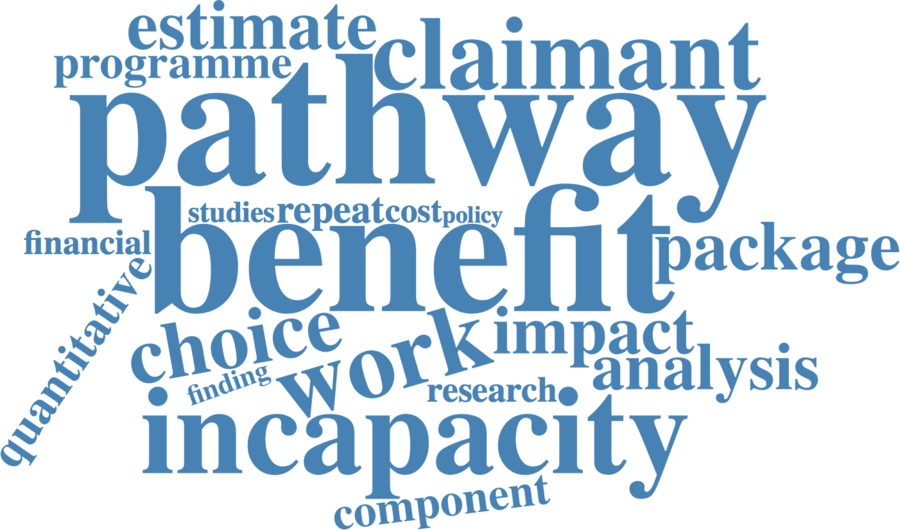 estimate
claimant
programme
pathway
studies
repeat
cost
policy
financial
benefit
package
quantitative
choice
work
impact
finding
research
analysis
incapacity
component